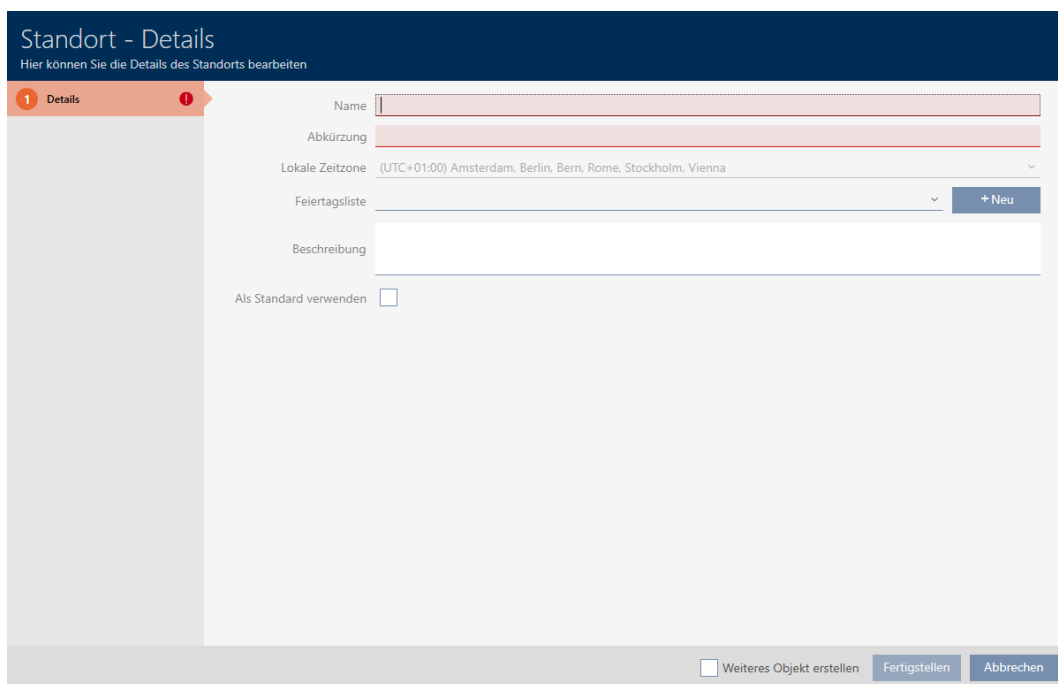 Standort - Details
Hier können Sie die Details des Standorts bearbeiten
1 Details !
Name
Abkürzung
Lokale Zeitzone (UTC+01:00) Amsterdam, Berlin, Bern, Rome, Stockholm, Vienna
Feiertagsliste + Neu
Beschreibung
Als Standard verwenden
Weiteres Objekt erstellen Fertigstellen Abbrechen